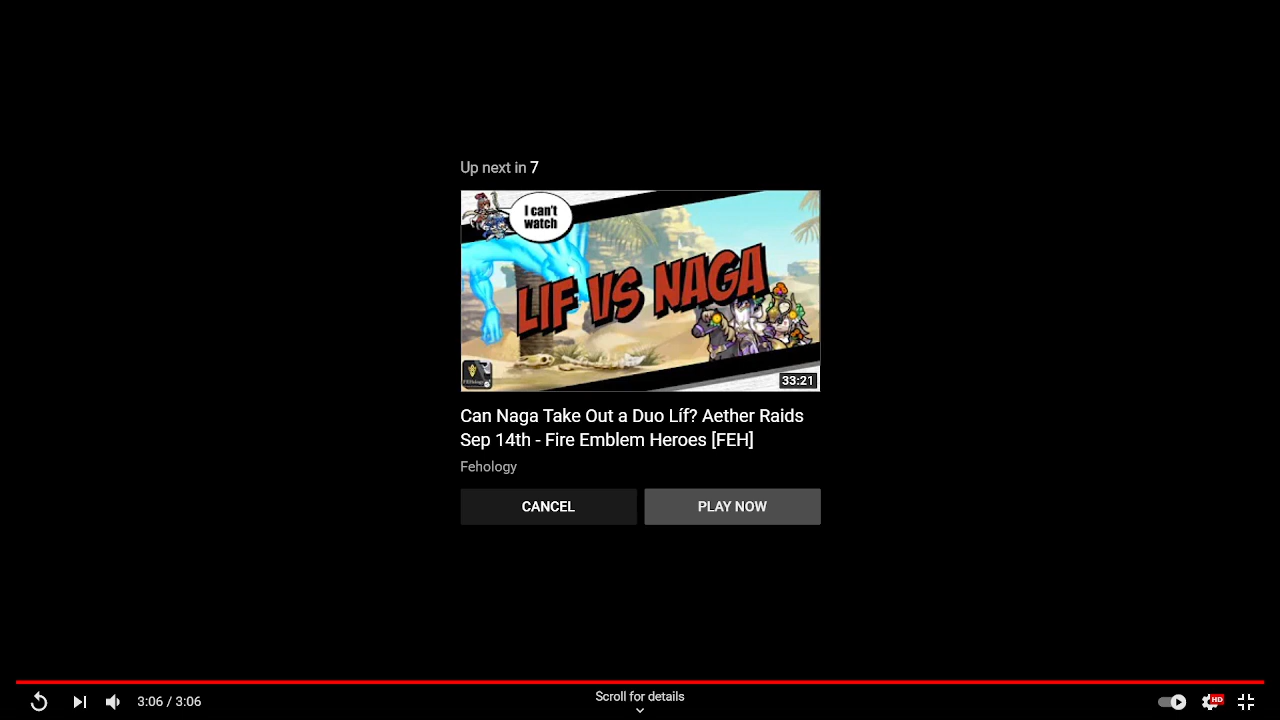 Up next in 7
I can't
watch
LIF VS NAGA
33:21
Can Naga Take Out a Duo Líf? Aether Raids
Sep 14th - Fire Emblem Heroes [FEH]
Fehology
CANCEL
PLAY NOW
3:06 / 3:06
Scroll for details
HD